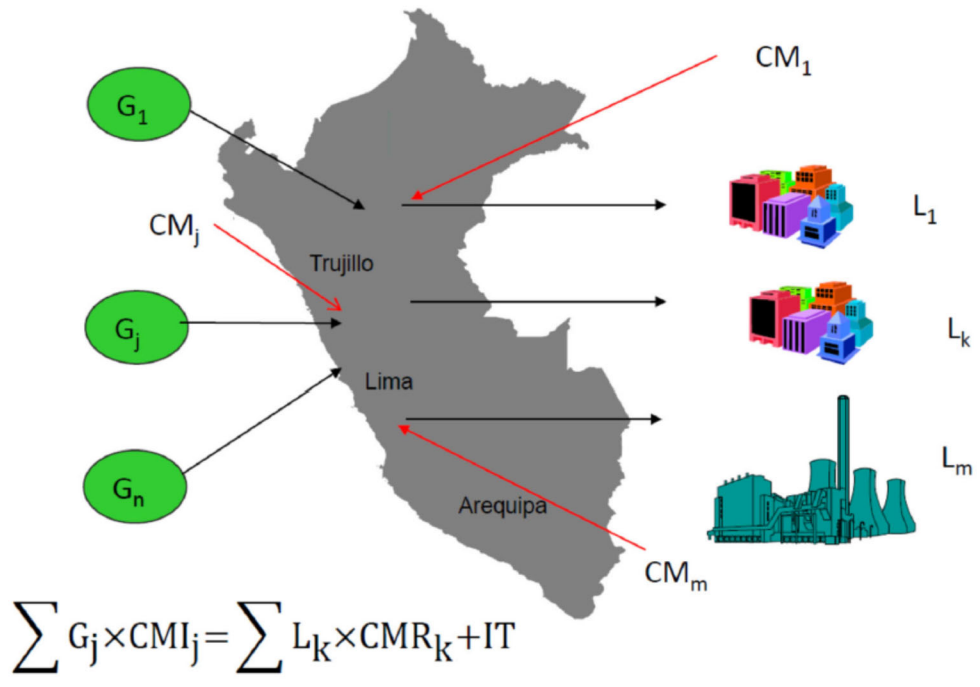 G₁
CM₁
CMⱼ
L₁
Trujillo
Gⱼ
Lₖ
Lima
Gₙ
Lₘ
Arequipa
CMₘ
∑ Gⱼ×CMIⱼ= ∑ Lₖ×CMRₖ+IT